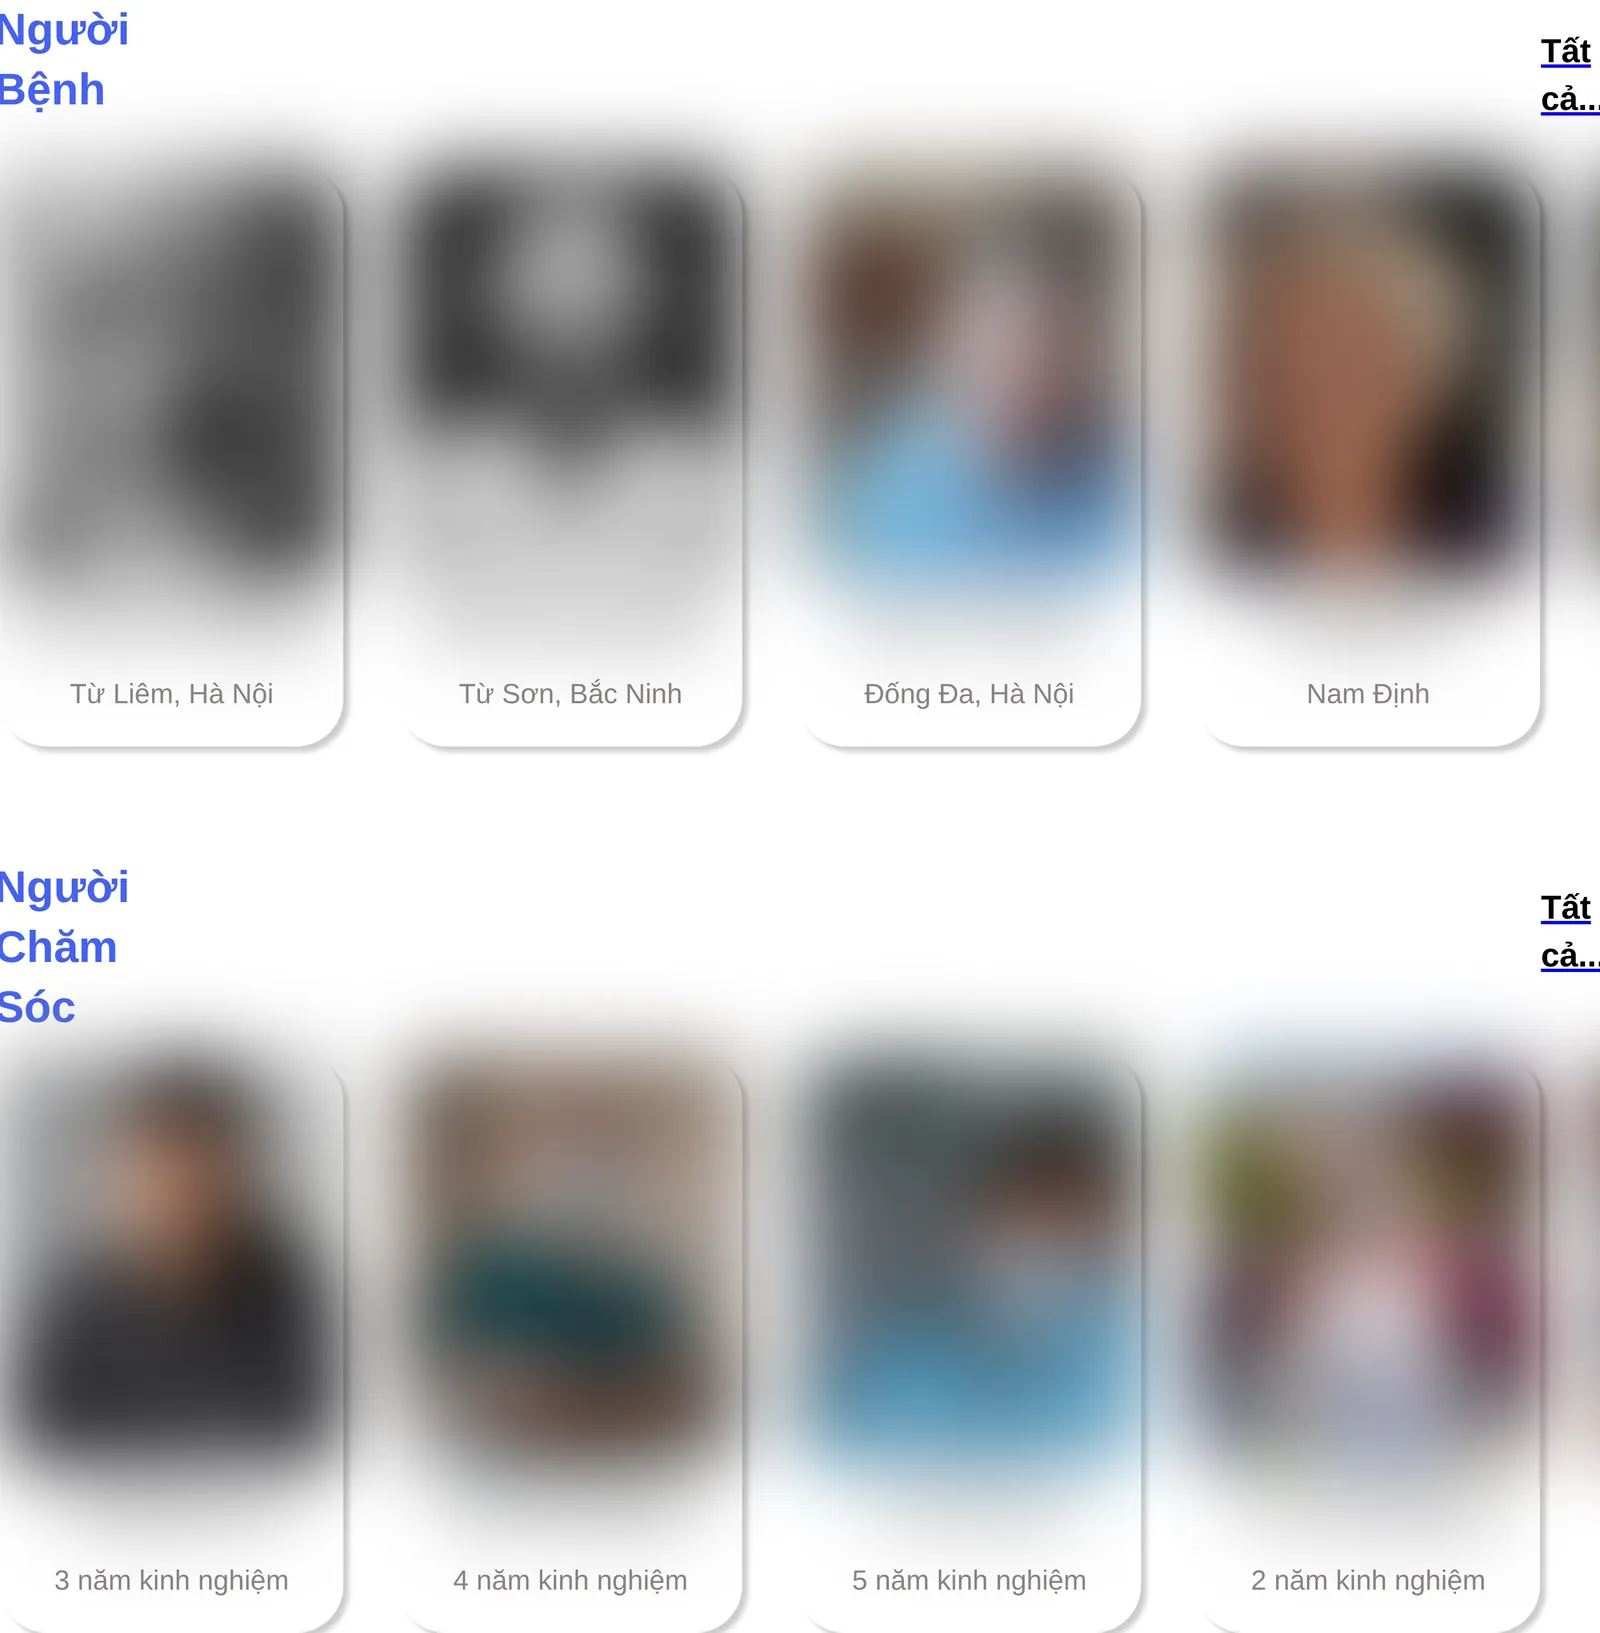 Người
Bệnh
Tất
cả...
Từ Liêm, Hà Nội
Từ Sơn, Bắc Ninh
Đống Đa, Hà Nội
Nam Định
Người
Chăm
Sóc
Tất
cả...
3 năm kinh nghiệm
4 năm kinh nghiệm
5 năm kinh nghiệm
2 năm kinh nghiệm